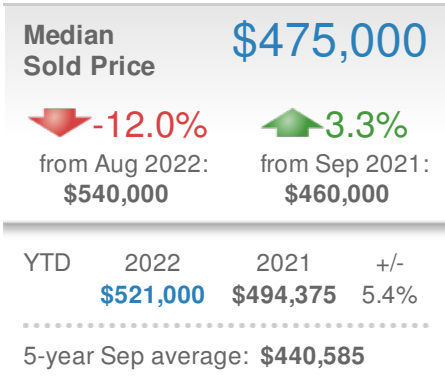 Median $475,000
Sold Price
-12.0% 3.3%
from Aug 2022: from Sep 2021:
$540,000 $460,000
YTD 2022 2021 +/-
$521,000 $494,375 5.4%
5-year Sep average: $440,585